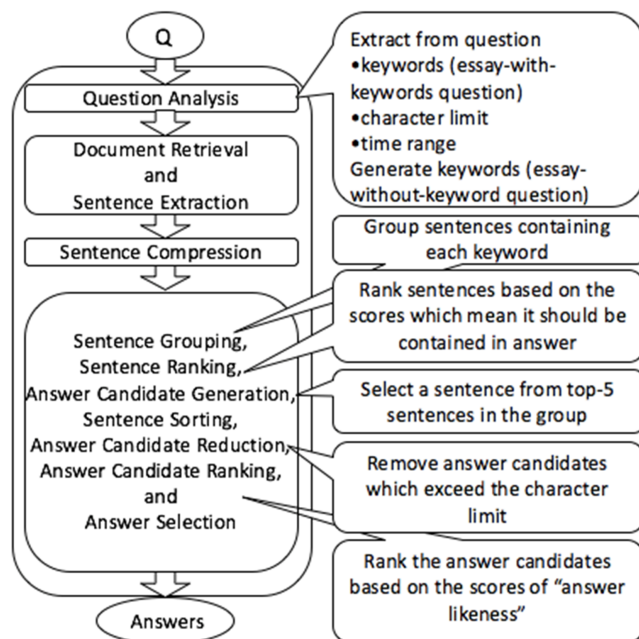 Q
Question Analysis
Document Retrieval
and
Sentence Extraction
Sentence Compression
Sentence Grouping,
Sentence Ranking,
Answer Candidate Generation,
Sentence Sorting,
Answer Candidate Reduction,
Answer Candidate Ranking,
and
Answer Selection
Answers
Extract from question
•keywords (essay-with-
keywords question)
•character limit
•time range
Generate keywords (essay-
without-keyword question)
Group sentences containing
each keyword
Rank sentences based on the
scores which mean it should be
contained in answer
Select a sentence from top-5
sentences in the group
Remove answer candidates
which exceed the character
limit
Rank the answer candidates
based on the scores of “answer
likeness”